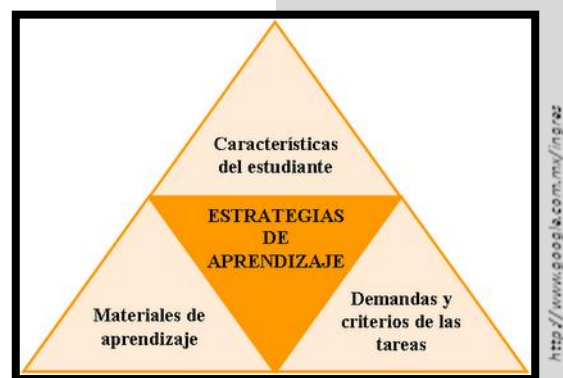 Características
del estudiante
ESTRATEGIAS
DE
APRENDIZAJE
Materiales de
aprendizaje
Demandas y
criterios de las
tareas
http://www.google.com.mx/ingres